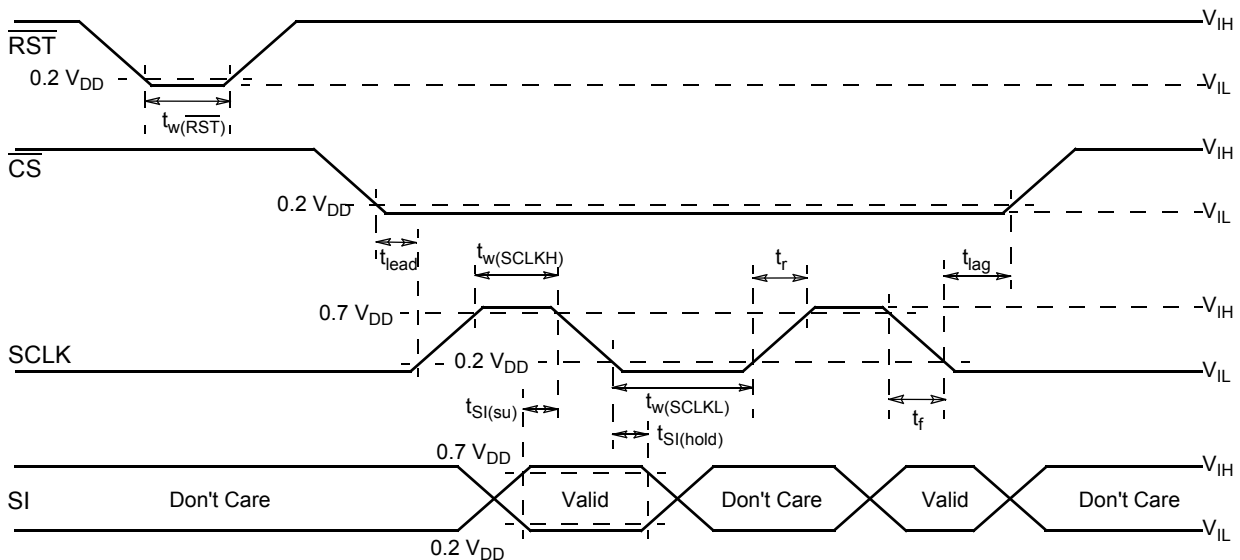 RST
V_IH
0.2 V_DD
V_IL
t_w(RST)
CS
V_IH
0.2 V_DD
V_IL
t_lead
t_w(SCLKH)
t_r
t_lag
0.7 V_DD
V_IH
SCLK
0.2 V_DD
V_IL
t_SI(su)
t_w(SCLKL)
t_f
t_SI(hold)
0.7 V_DD
V_IH
SI
Don't Care
Valid
Don't Care
Valid
Don't Care
V_IL
0.2 V_DD